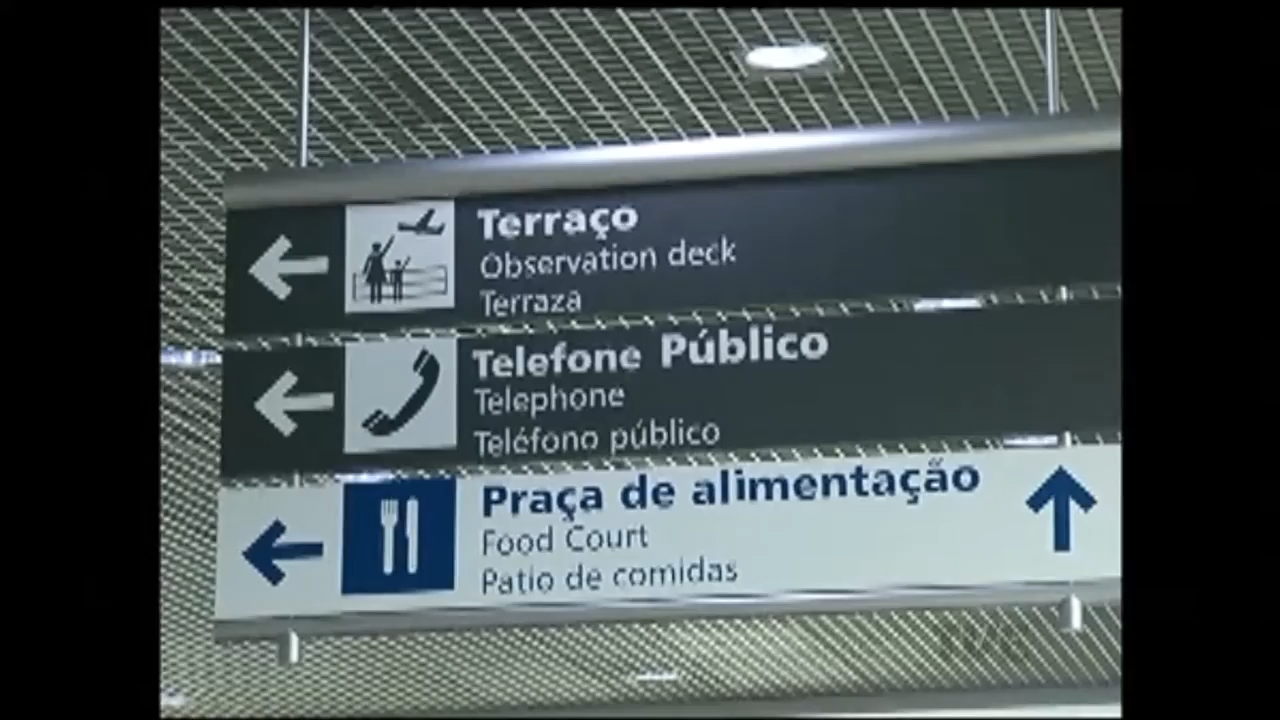 Terraço
Observation deck
Terraza
Telefone Público
Telephone
Teléfono público
Praça de alimentação
Food Court
Patio de comidas